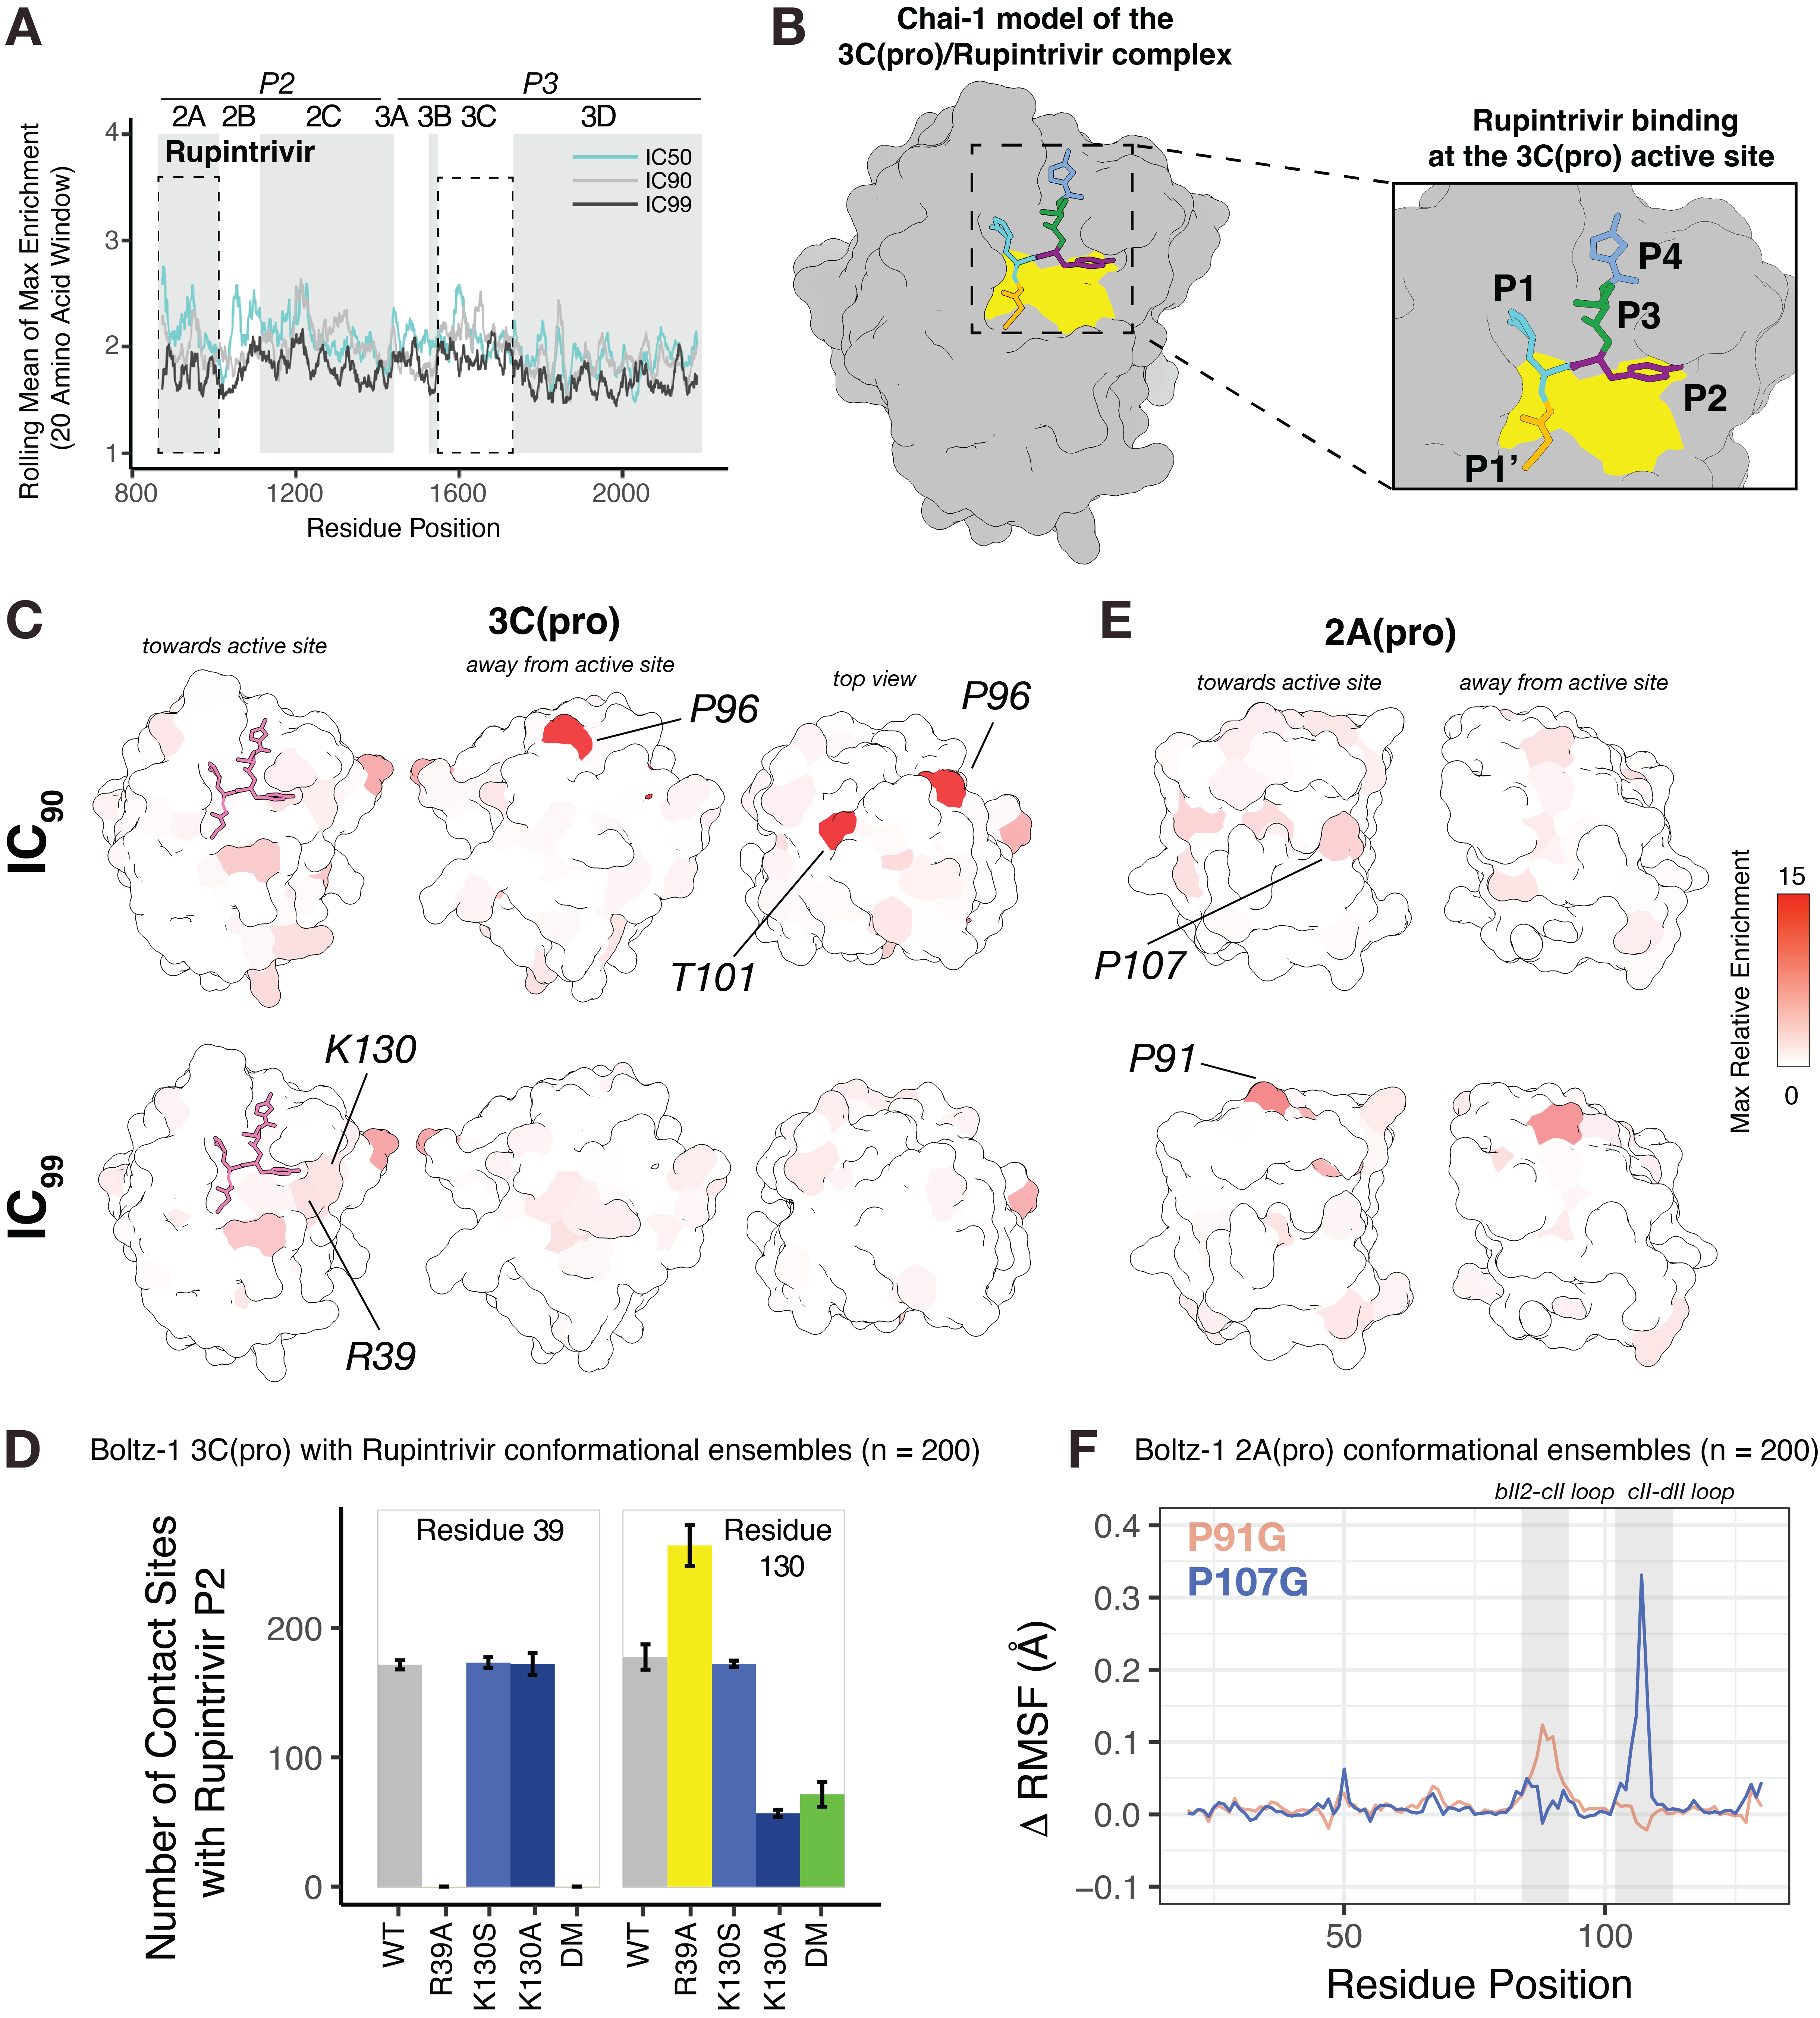 A
P2
P3
2A
2B
2C
3A
3B
3C
3D
Rupintrivir
IC50
IC90
IC99
4
3
2
1
800
1200
1600
2000
Rolling Mean of Max Enrichment
(20 Amino Acid Window)
Residue Position
B
Chai-1 model of the
3C(pro)/Rupintrivir complex
Rupintrivir binding
at the 3C(pro) active site
P4
P1
P3
P2
P1’
C
3C(pro)
towards active site
away from active site
top view
IC90
P96
P96
T101
IC99
K130
R39
E
2A(pro)
towards active site
away from active site
P107
P91
Max Relative Enrichment
15
0
D
Boltz-1 3C(pro) with Rupintrivir conformational ensembles (n = 200)
Number of Contact Sites
with Rupintrivir P2
Residue 39
Residue
130
200
100
0
WT
R39A
K130S
K130A
DM
WT
R39A
K130S
K130A
DM
F
Boltz-1 2A(pro) conformational ensembles (n = 200)
bII2-cII loop
cII-dII loop
P91G
P107G
Δ RMSF (Å)
0.4
0.3
0.2
0.1
0.0
−0.1
50
100
Residue Position